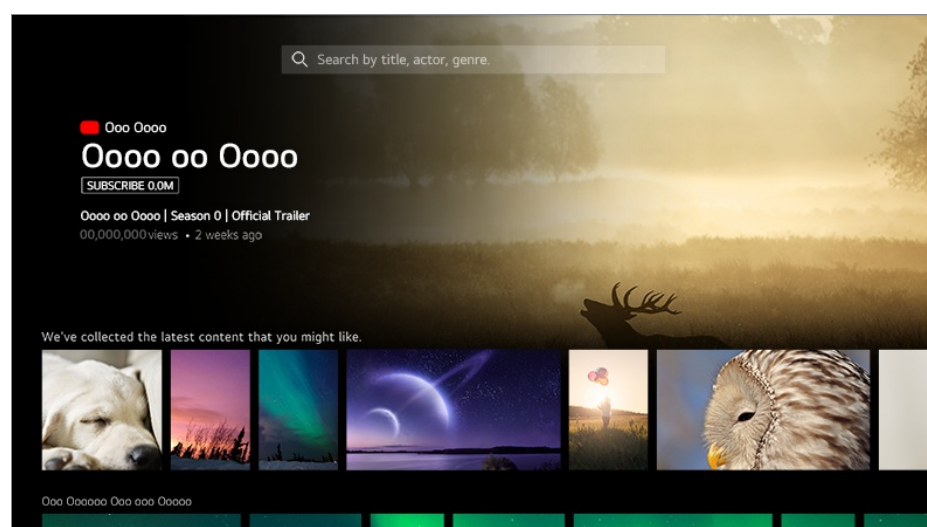 Search by title, actor, genre.
Ooo Oooo
Oooo oo Oooo
SUBSCRIBE 0.0M
Oooo oo Oooo | Season 0 | Official Trailer
00,000,000 views • 2 weeks ago
We've collected the latest content that you might like.
Ooo Oooooo Ooo ooo Ooooo